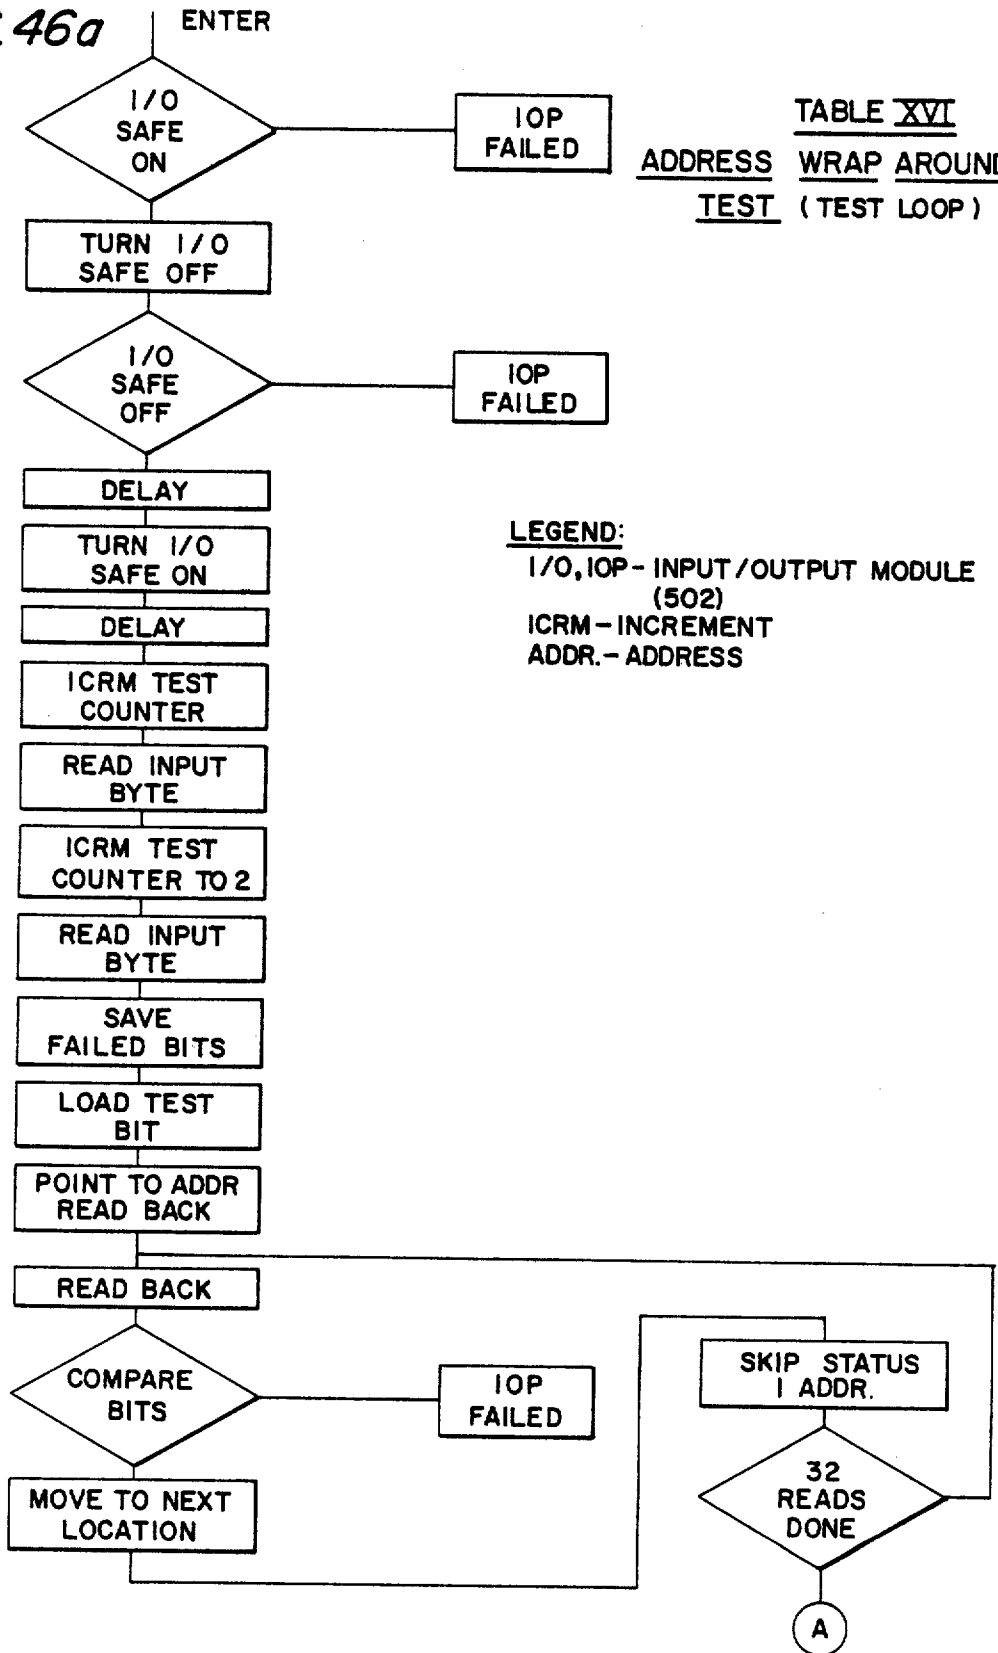 46a
ENTER
I/O
SAFE
ON
IOP
FAILED
TABLE XVI
ADDRESS WRAP AROUND
TEST (TEST LOOP)
TURN I/O
SAFE OFF
I/O
SAFE
OFF
IOP
FAILED
DELAY
TURN I/O
SAFE ON
DELAY
LEGEND:
I/O, IOP - INPUT/OUTPUT MODULE
(502)
ICRM - INCREMENT
ADDR. - ADDRESS
ICRM TEST
COUNTER
READ INPUT
BYTE
ICRM TEST
COUNTER TO 2
READ INPUT
BYTE
SAVE
FAILED BITS
LOAD TEST
BIT
POINT TO ADDR
READ BACK
READ BACK
COMPARE
BITS
IOP
FAILED
MOVE TO NEXT
LOCATION
SKIP STATUS
1 ADDR.
32
READS
DONE
A